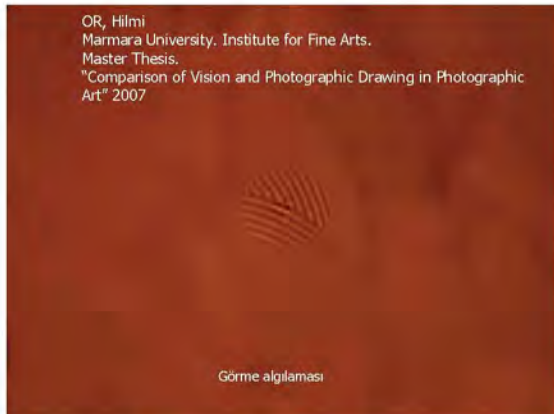 OR, Hilmi
Marmara University. Institute for Fine Arts.
Master Thesis.
"Comparison of Vision and Photographic Drawing in Photographic
Art" 2007
Görme algılaması